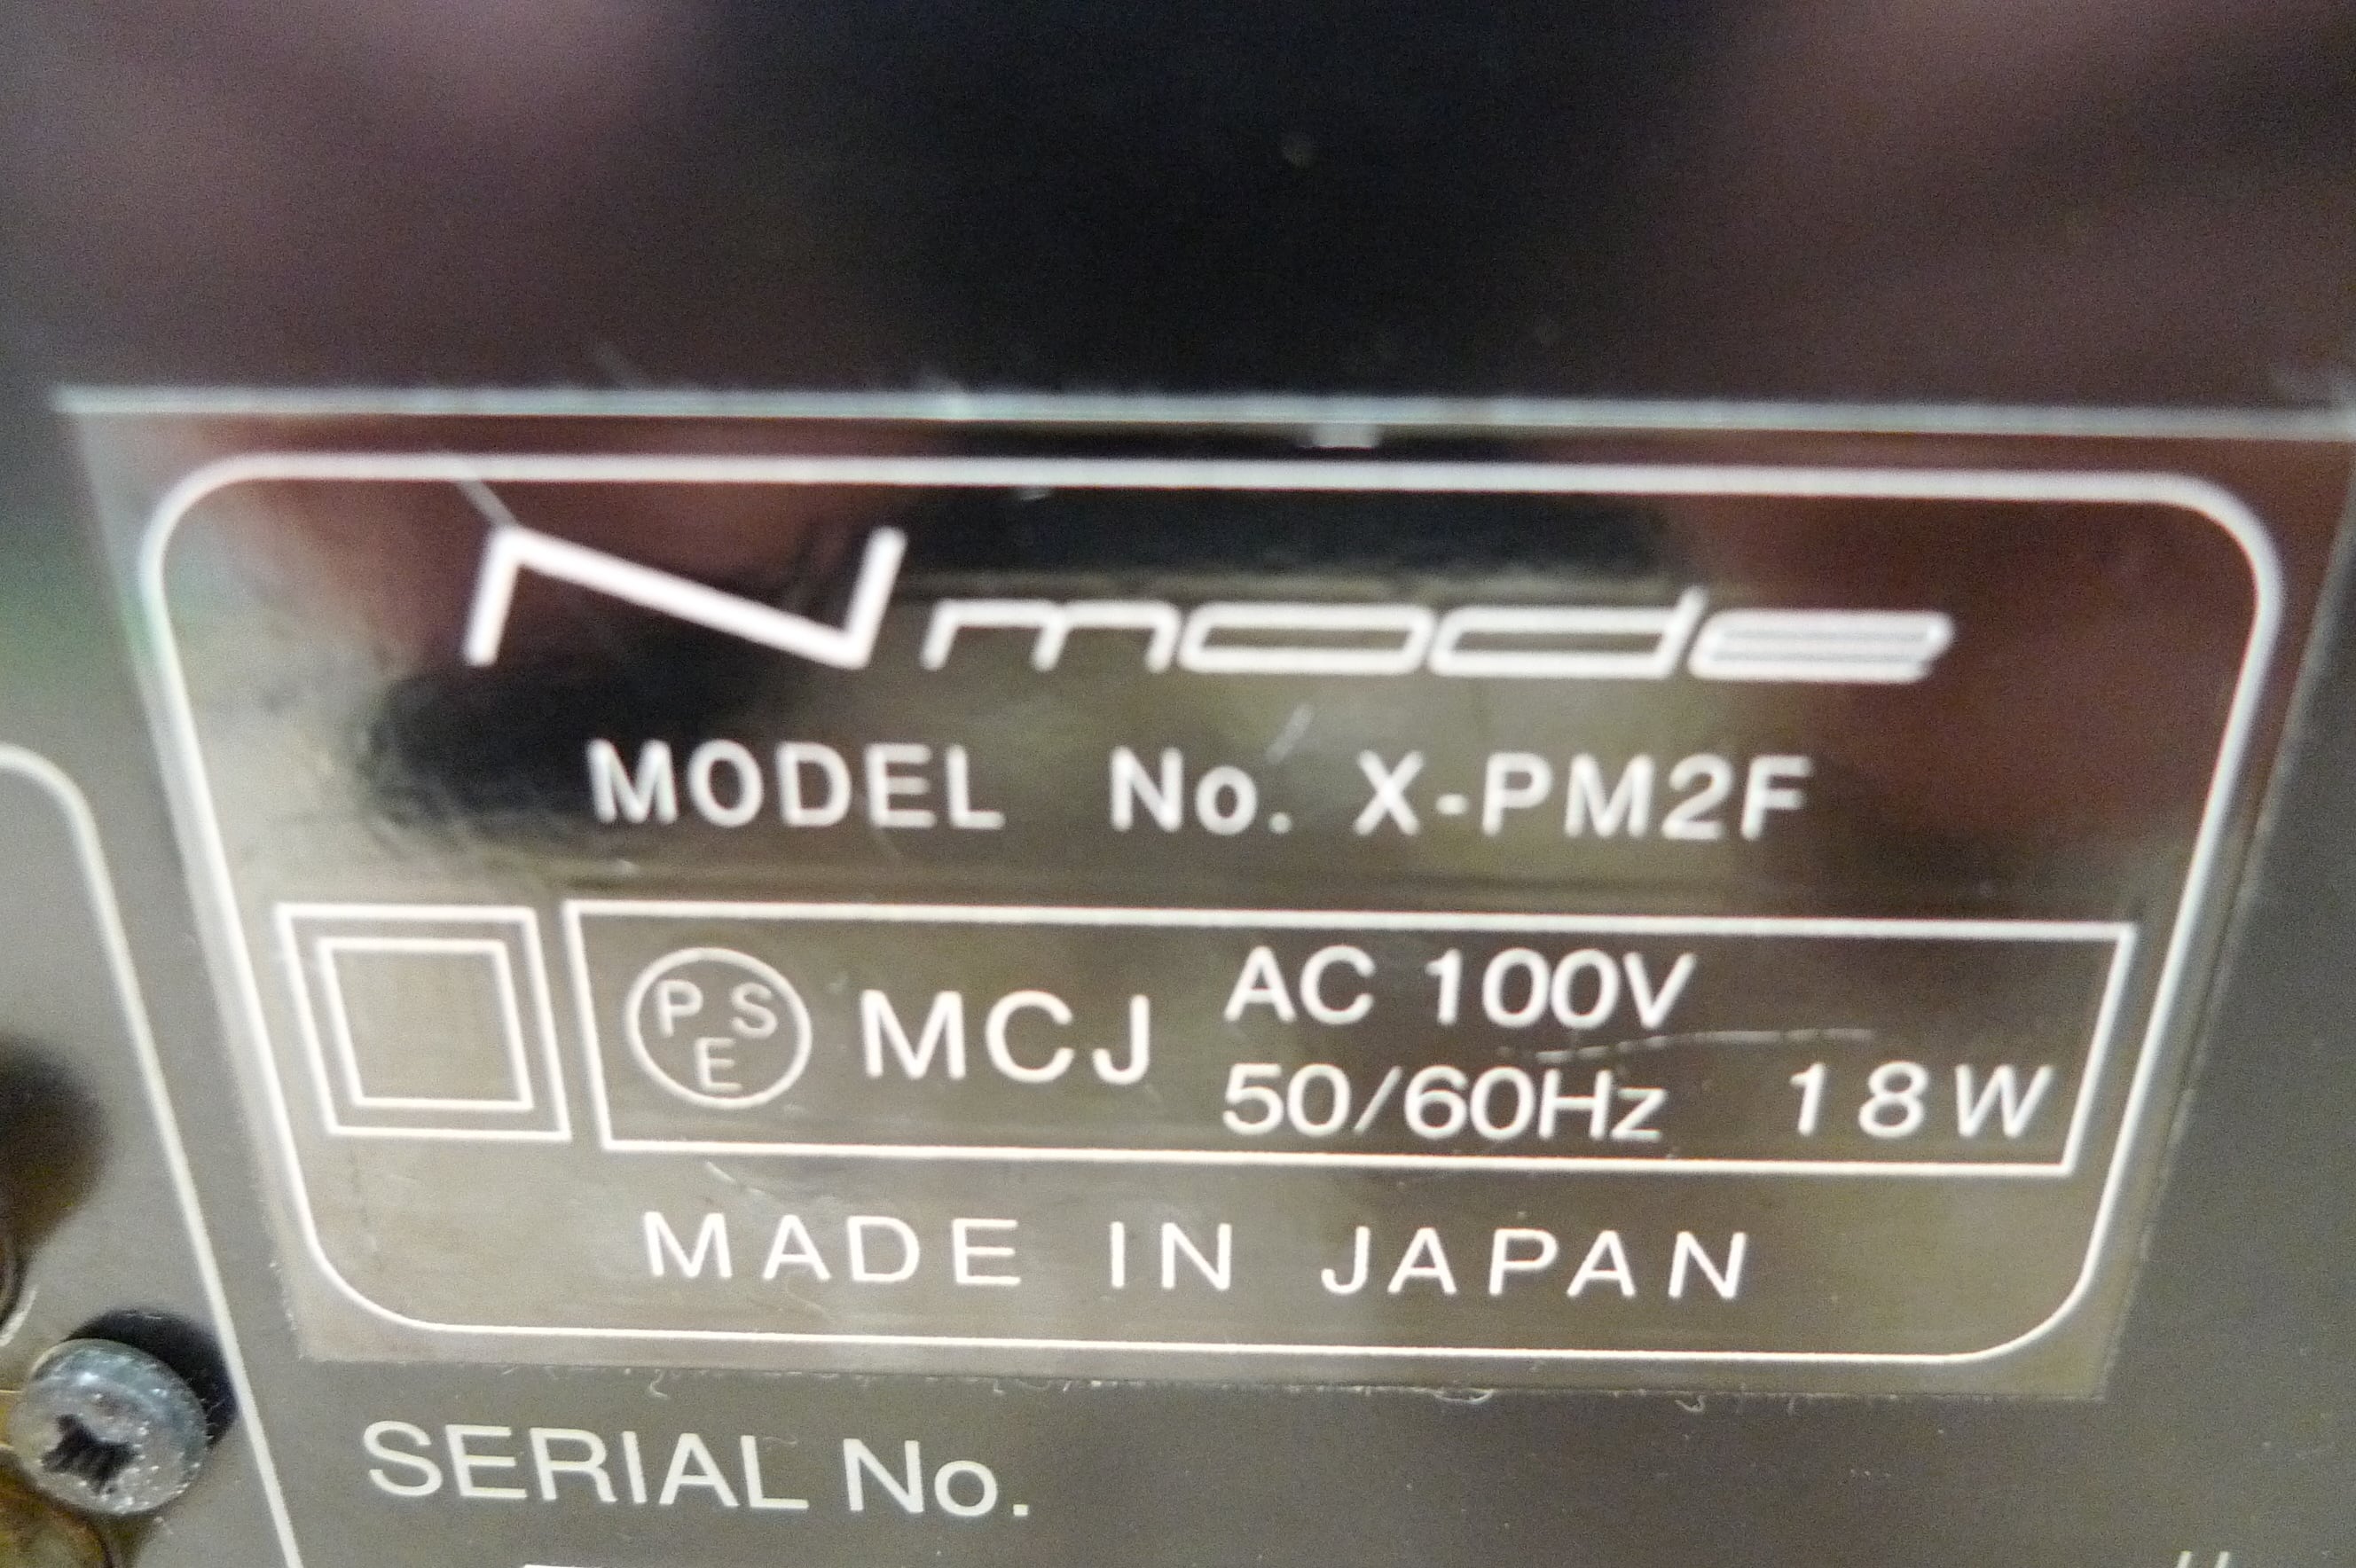 Nmode
MODEL No. X-PM2F
PSE MCJ AC 100V
50/60Hz 18W
MADE IN JAPAN
SERIAL No.